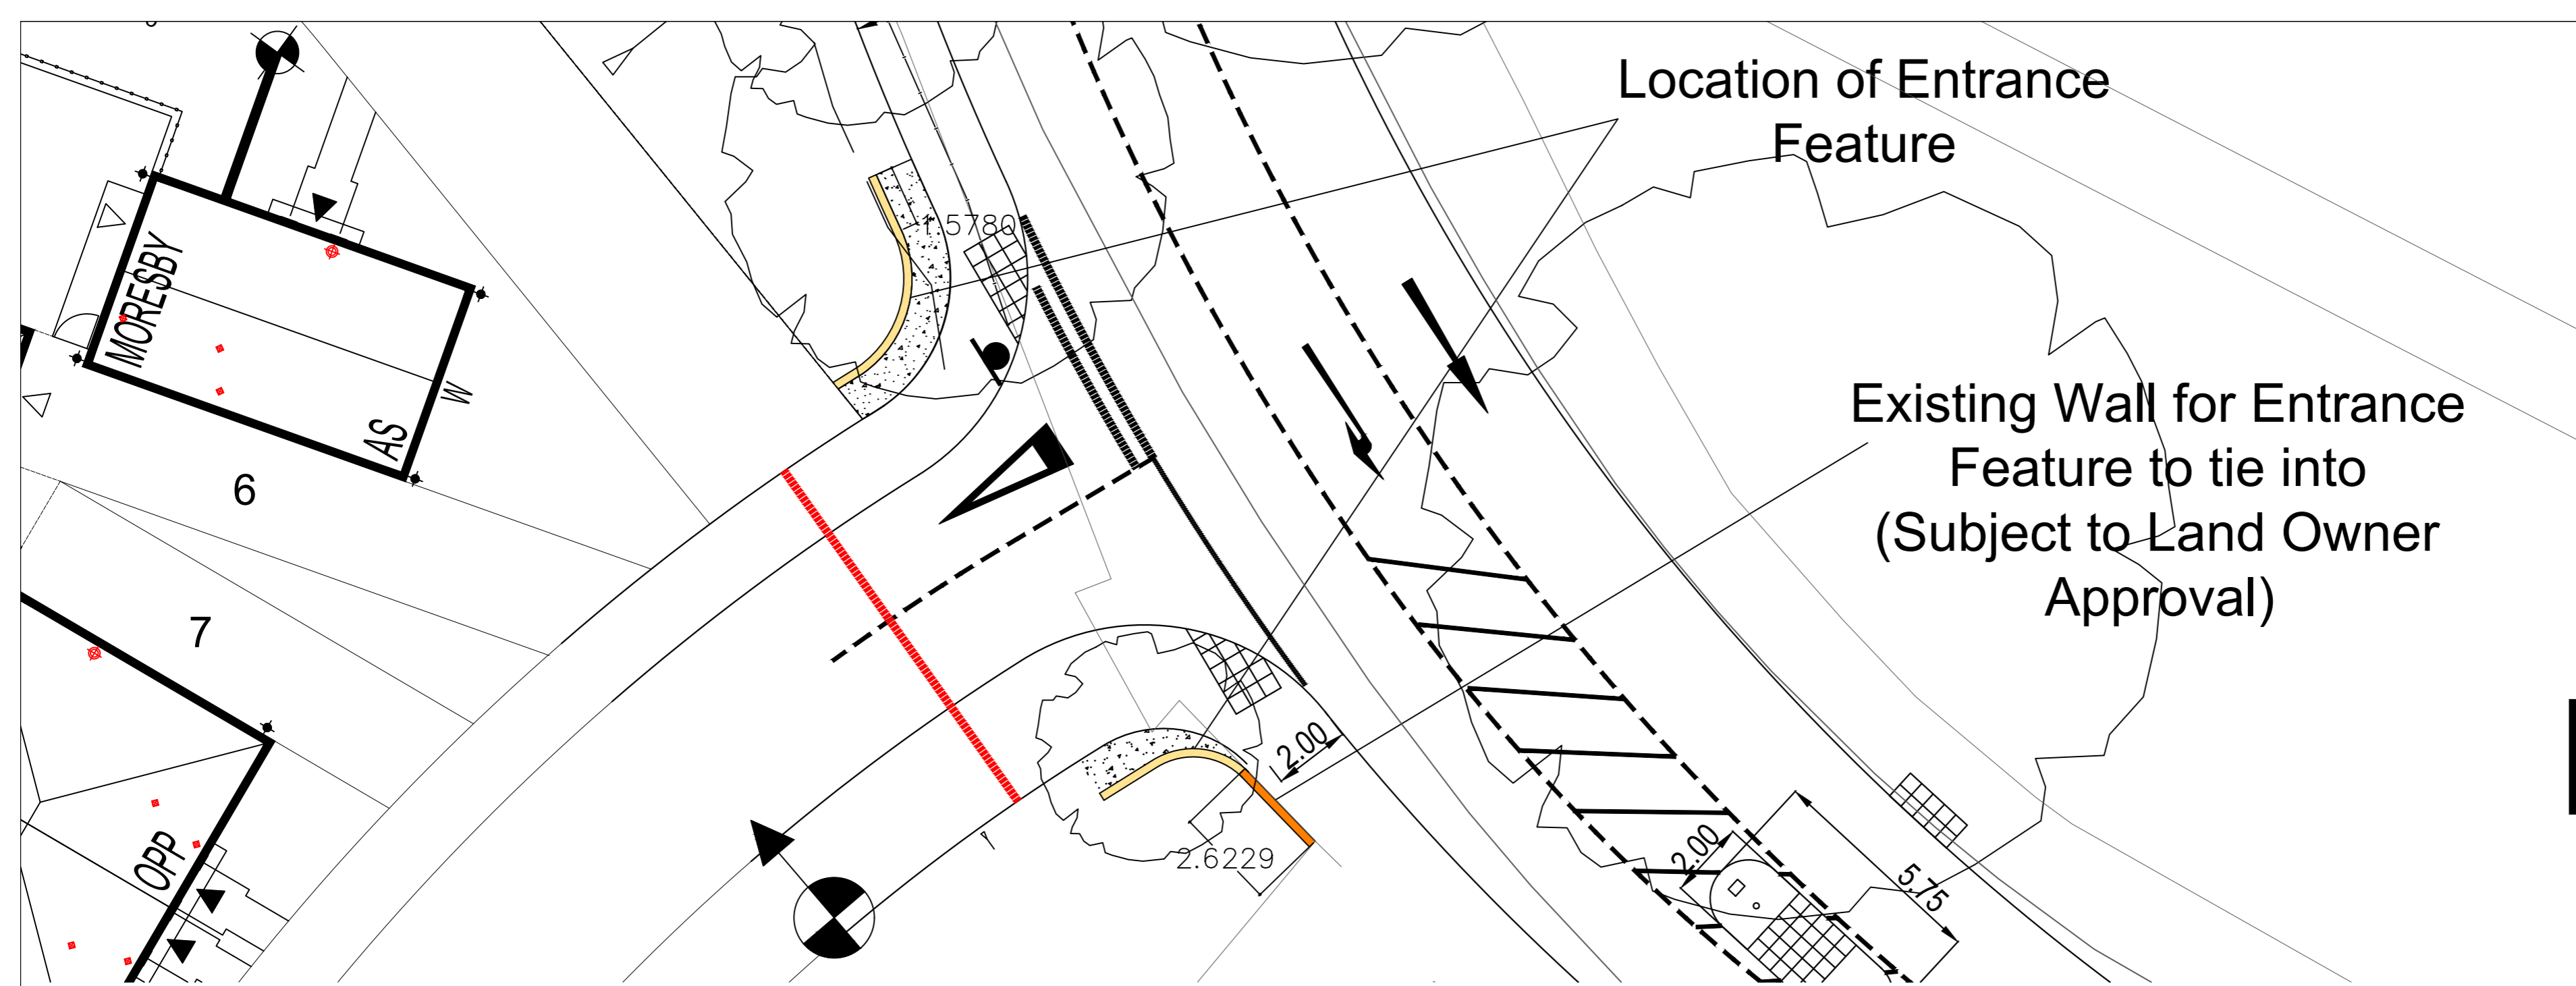 Location of Entrance
Feature
1.5780
MORESBY
Existing Wall for Entrance
Feature to tie into
(Subject to Land Owner
Approval)
AS
W
6
7
2.00
2.6229
2.00
5.75
OPP